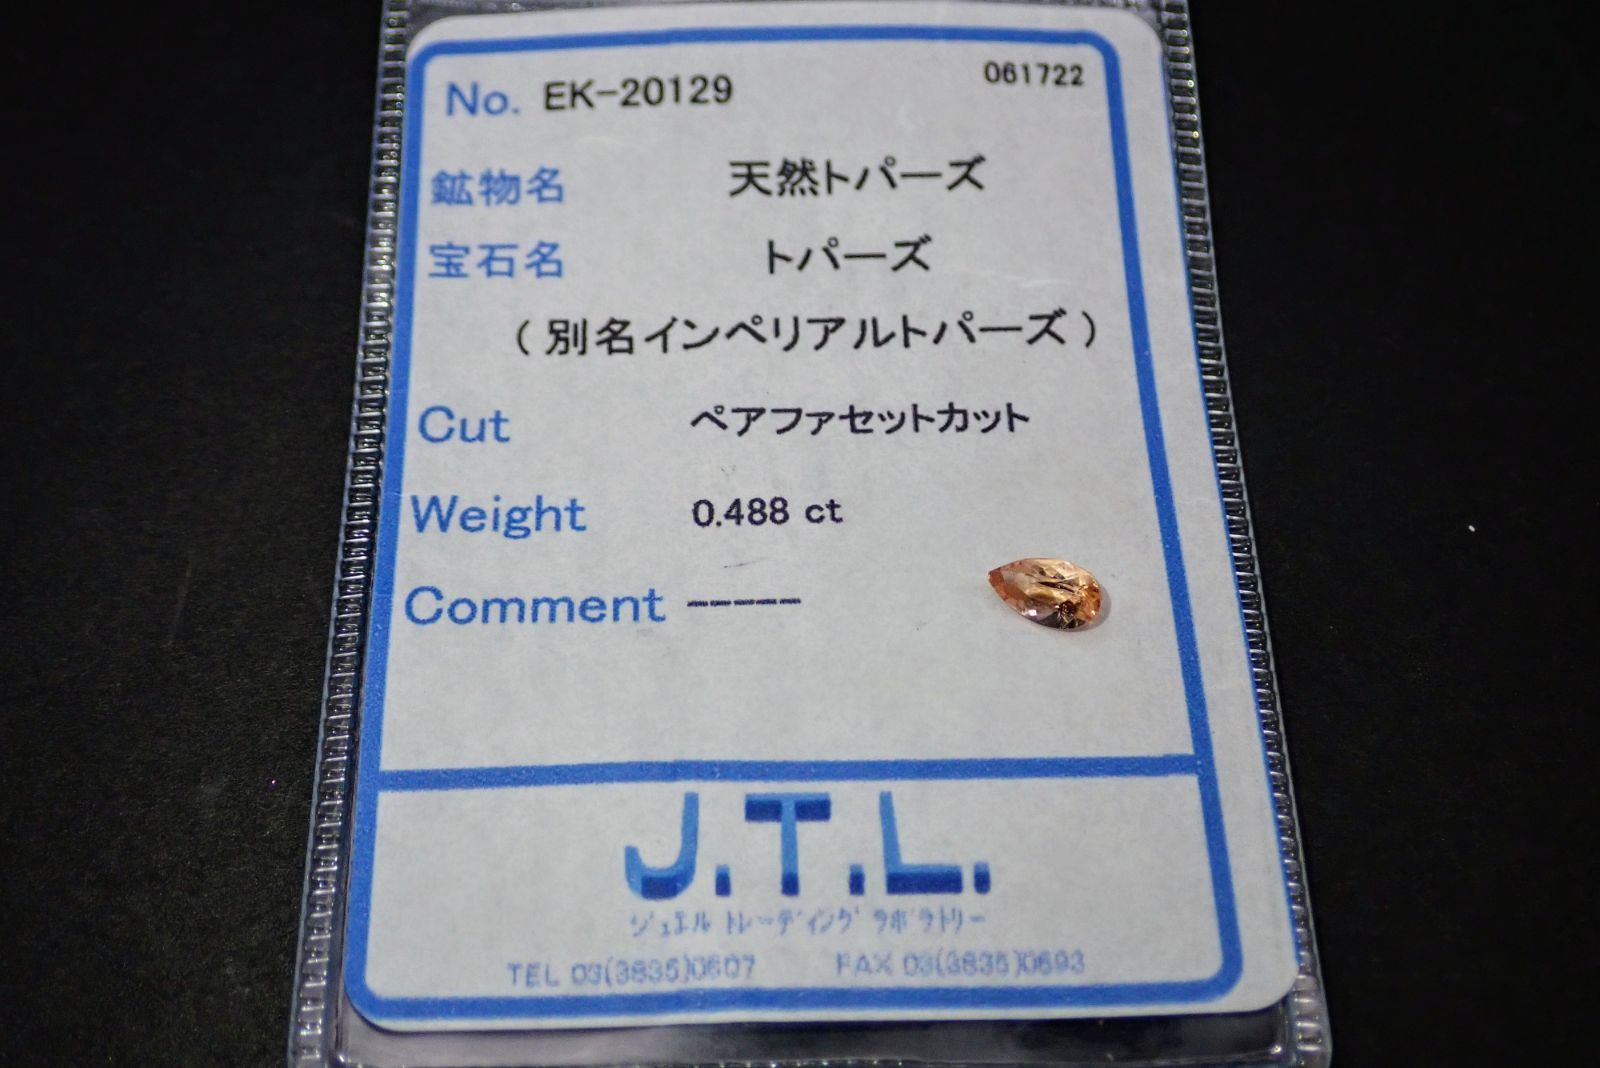 No. EK-20129 061722
鉱物名 天然トパーズ
宝石名 トパーズ
(別名インペリアルトパーズ)
Cut ペアファセットカット
Weight 0.488 ct
Comment -----
J.T.L.
ジュエル トレーディング ラボラトリー
TEL 03(3835)0607 FAX 03(3835)0693